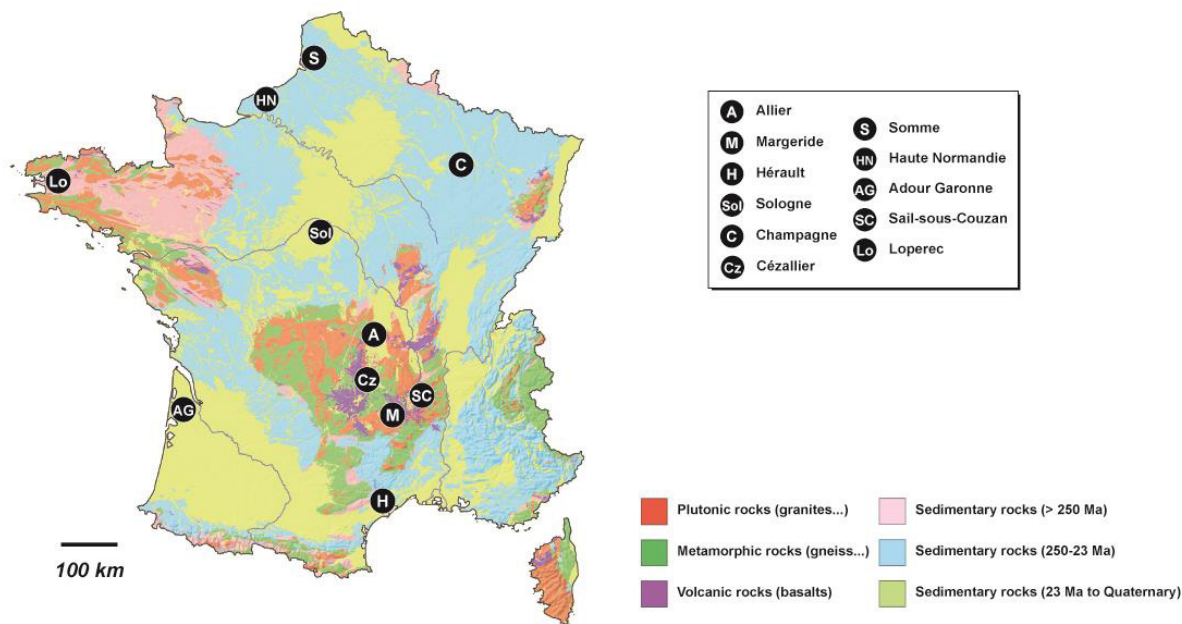 S
HN
C
Lo
Sol
A
Cz
SC
M
AG
H
100 km
A Allier
M Margeride
H Hérault
Sol Sologne
C Champagne
Cz Cézallier
S Somme
HN Haute Normandie
AG Adour Garonne
SC Sail-sous-Couzan
Lo Loperec
Plutonic rocks (granites...)
Metamorphic rocks (gneiss...)
Volcanic rocks (basalts)
Sedimentary rocks (> 250 Ma)
Sedimentary rocks (250-23 Ma)
Sedimentary rocks (23 Ma to Quaternary)